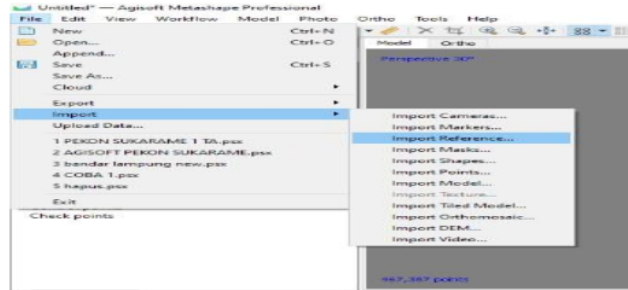 Untitled* — Agisoft Metashape Professional
File Edit View Workflow Model Photo Ortho Tools Help
New Ctrl+N
Open... Ctrl+O
Append...
Save Ctrl+S
Save As...
Cloud
Export
Import
Upload Data...
1 PEKON SUKARAME 1 TA.psx
2 AGISOFT PEKON SUKARAME.psx
3 bandar lampung new.psx
4 COBA 1.psx
5 hapus.psx
Exit
Check points
Model Ortho
Perspective 30°
Import Cameras...
Import Markers...
Import Reference...
Import Masks...
Import Shapes...
Import Points...
Import Model...
Import Texture...
Import Tiled Model...
Import Orthomosaic...
Import DEM...
Import Video...
467,367 points